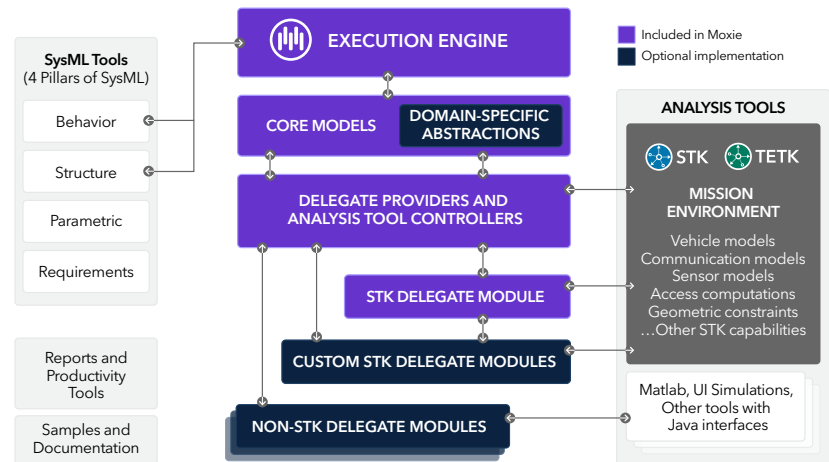 SysML Tools
(4 Pillars of SysML)
Behavior
Structure
Parametric
Requirements
Reports and
Productivity
Tools
Samples and
Documentation
EXECUTION ENGINE
CORE MODELS
DOMAIN-SPECIFIC
ABSTRACTIONS
DELEGATE PROVIDERS AND
ANALYSIS TOOL CONTROLLERS
STK DELEGATE MODULE
CUSTOM STK DELEGATE MODULES
NON-STK DELEGATE MODULES
Included in Moxie
Optional implementation
ANALYSIS TOOLS
STK
TETK
MISSION
ENVIRONMENT
Vehicle models
Communication models
Sensor models
Access computations
Geometric constraints
…Other STK capabilities
Matlab, UI Simulations,
Other tools with
Java interfaces